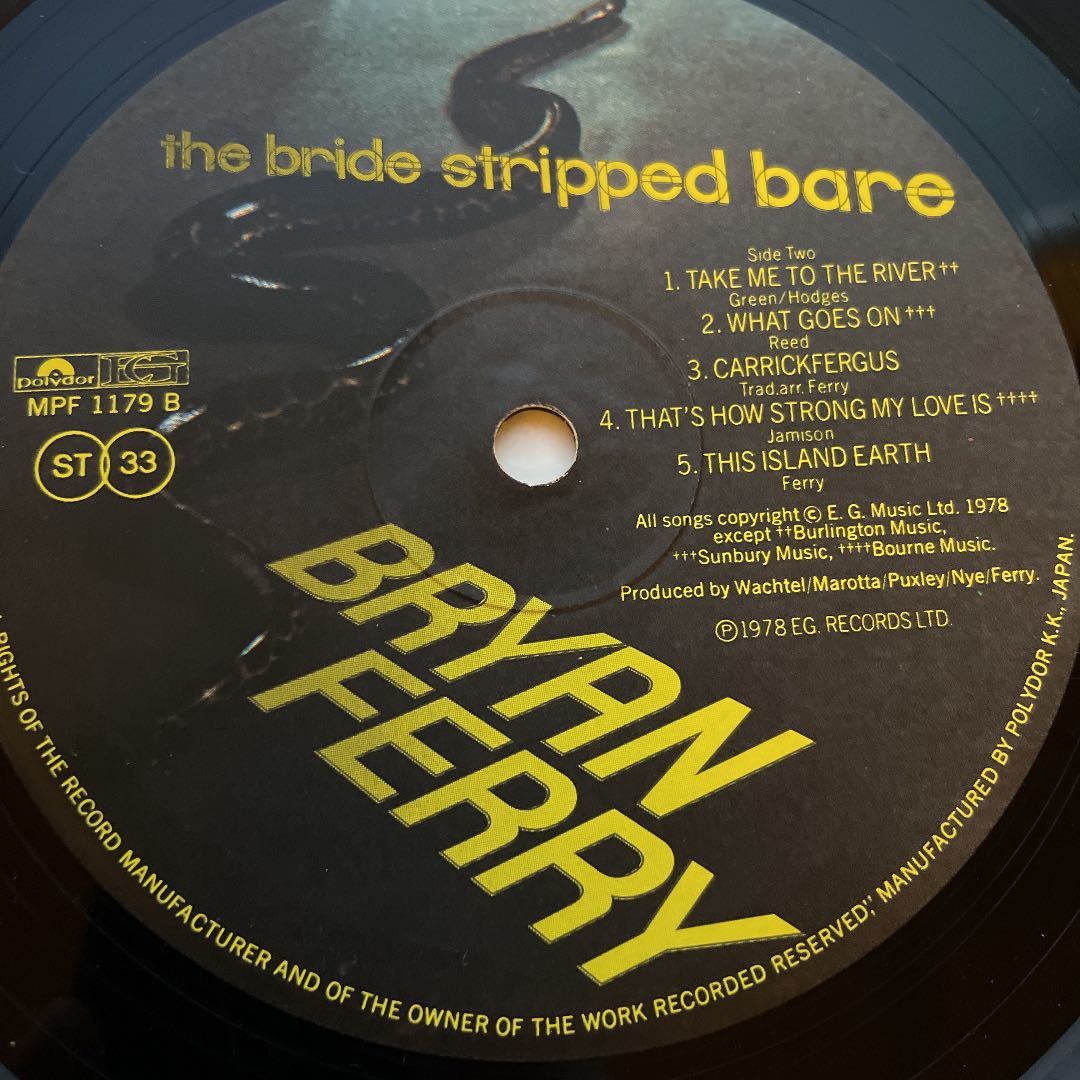 the bride stripped bare
Side Two
1. TAKE ME TO THE RIVER ††
Green/Hodges
2. WHAT GOES ON †††
Reed
3. CARRICKFERGUS
Trad. arr. Ferry
4. THAT'S HOW STRONG MY LOVE IS ††††
Jamison
5. THIS ISLAND EARTH
Ferry
polydor EG
MPF 1179 B
ST 33
All songs copyright © E. G. Music Ltd. 1978
except ††Burlington Music,
†††Sunbury Music, ††††Bourne Music.
Produced by Wachtel/Marotta/Puxley/Nye/Ferry.
℗ 1978 EG. RECORDS LTD.
BRYAN
FERRY
RIGHTS OF THE RECORD MANUFACTURER AND OF THE OWNER OF THE WORK RECORDED RESERVED", MANUFACTURED BY POLYDOR K.K., JAPAN.